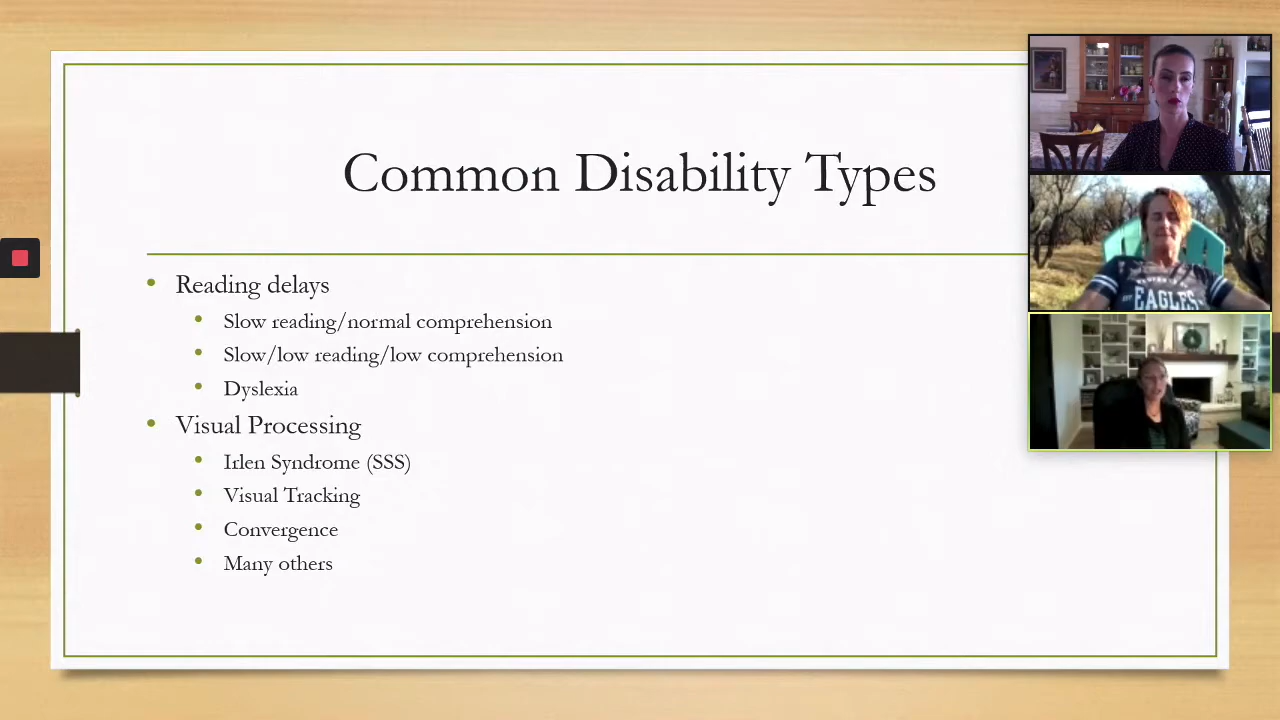 Common Disability Types
Reading delays
Slow reading/normal comprehension
Slow/low reading/low comprehension
Dyslexia
Visual Processing
Irlen Syndrome (SSS)
Visual Tracking
Convergence
Many others
EAGLES